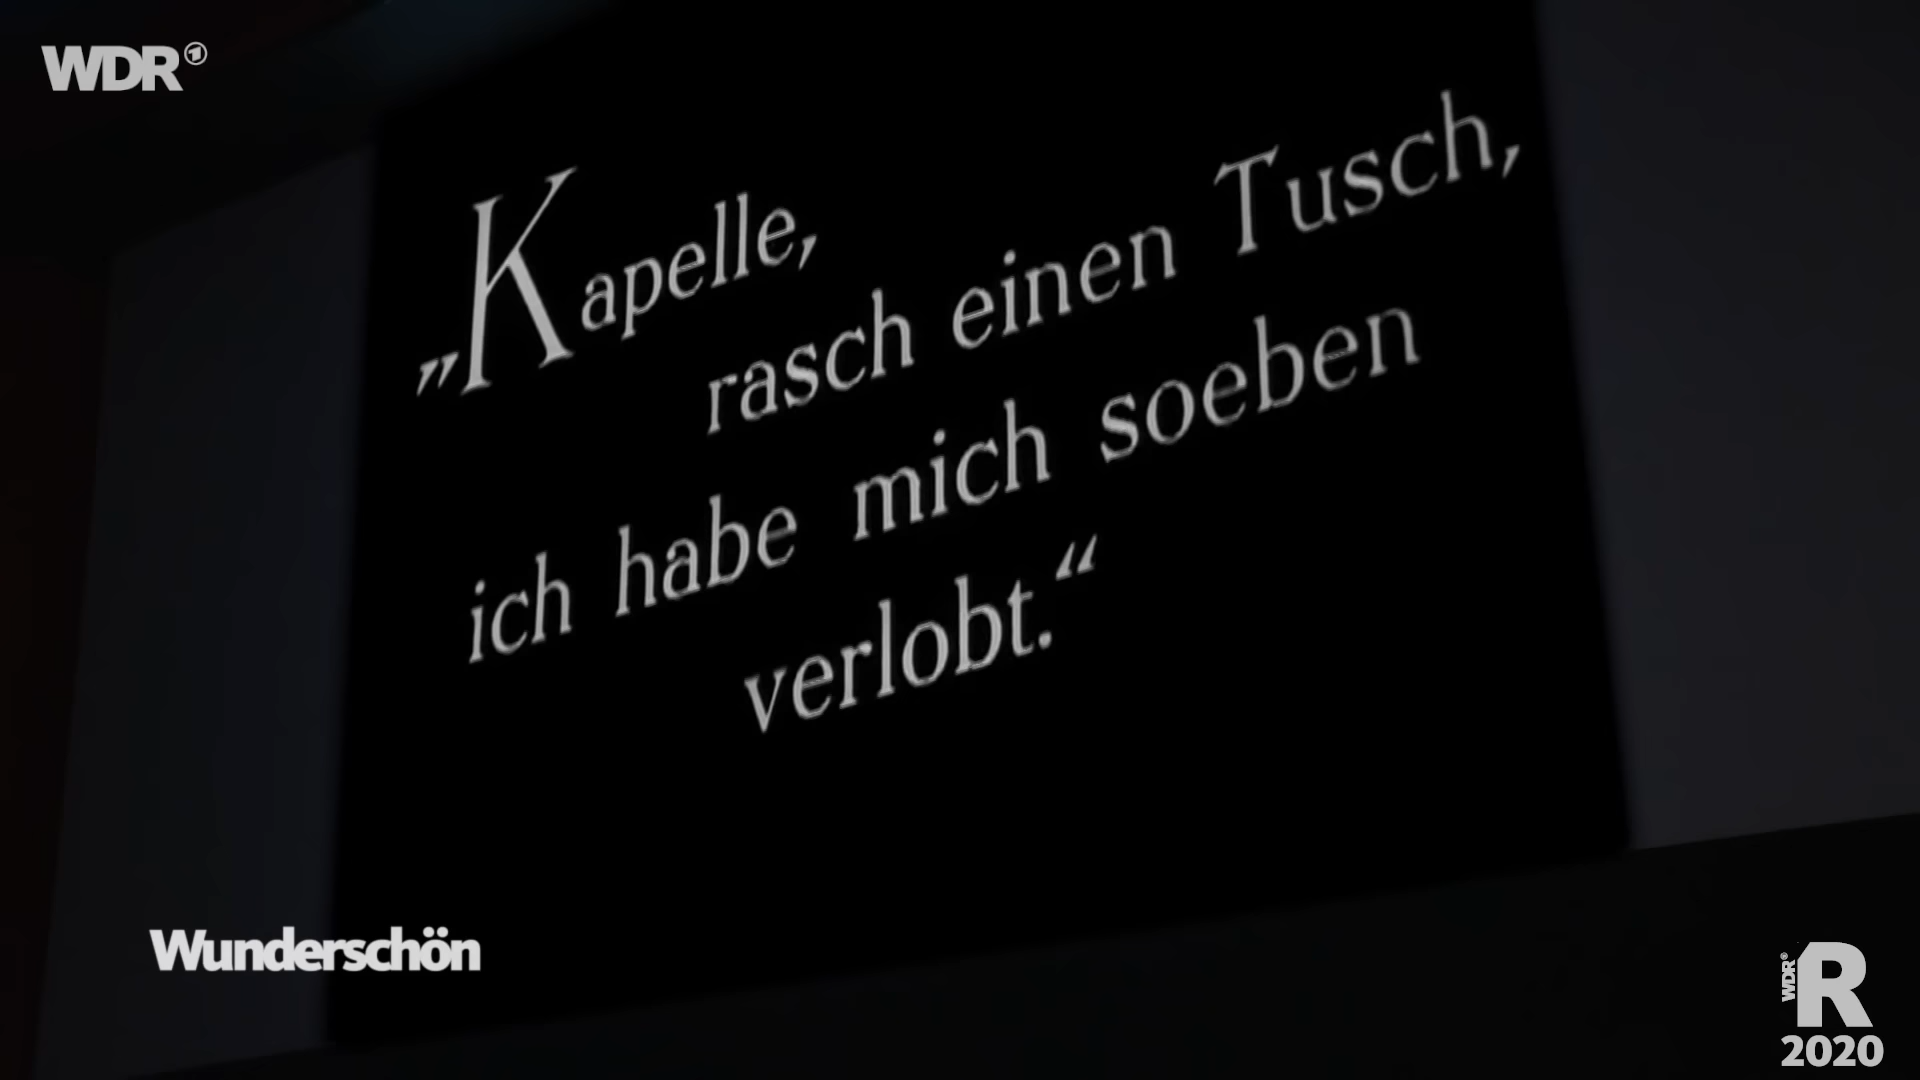 WDR
„Kapelle,
rasch einen Tusch,
ich habe mich soeben
verlobt.“
Wunderschön
WDR
R
2020